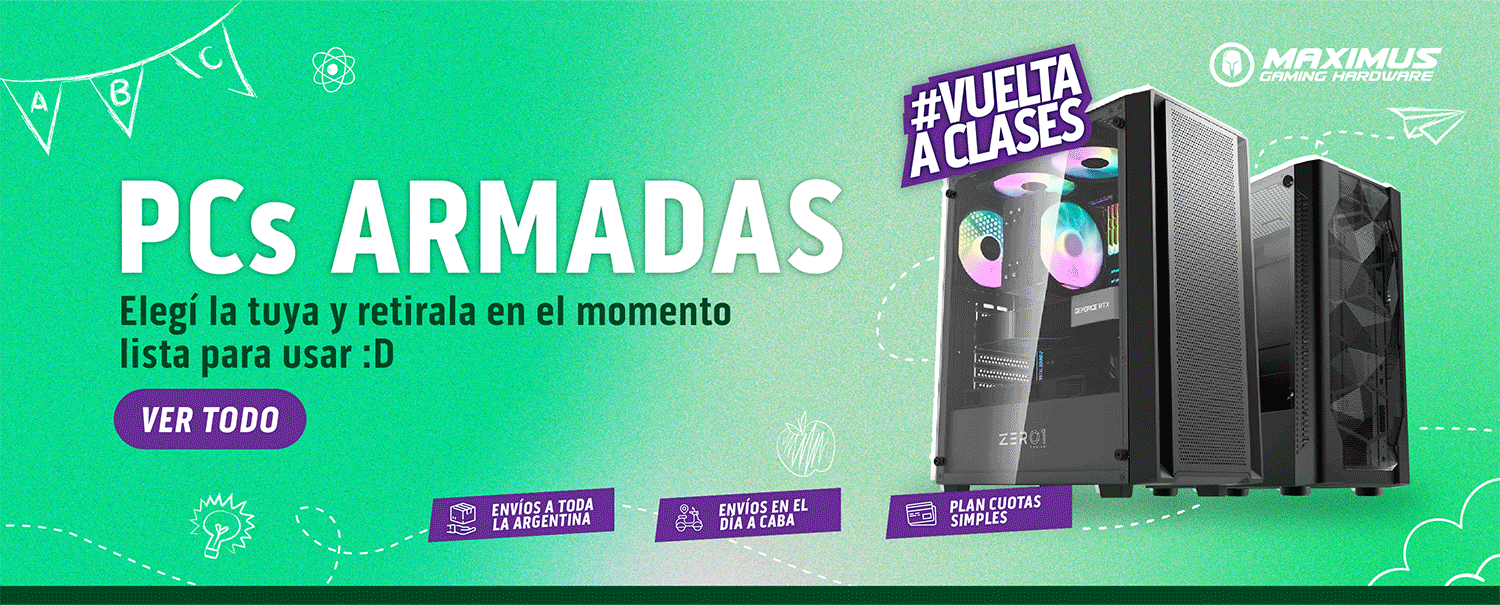 A B C
#VUELTA
A CLASES
MAXIMUS
GAMING HARDWARE
PCs ARMADAS
Elegí la tuya y retirala en el momento
lista para usar :D
VER TODO
GEFORCE RTX
ZER01
ENVÍOS A TODA
LA ARGENTINA
ENVÍOS EN EL
DÍA A CABA
PLAN CUOTAS
SIMPLES